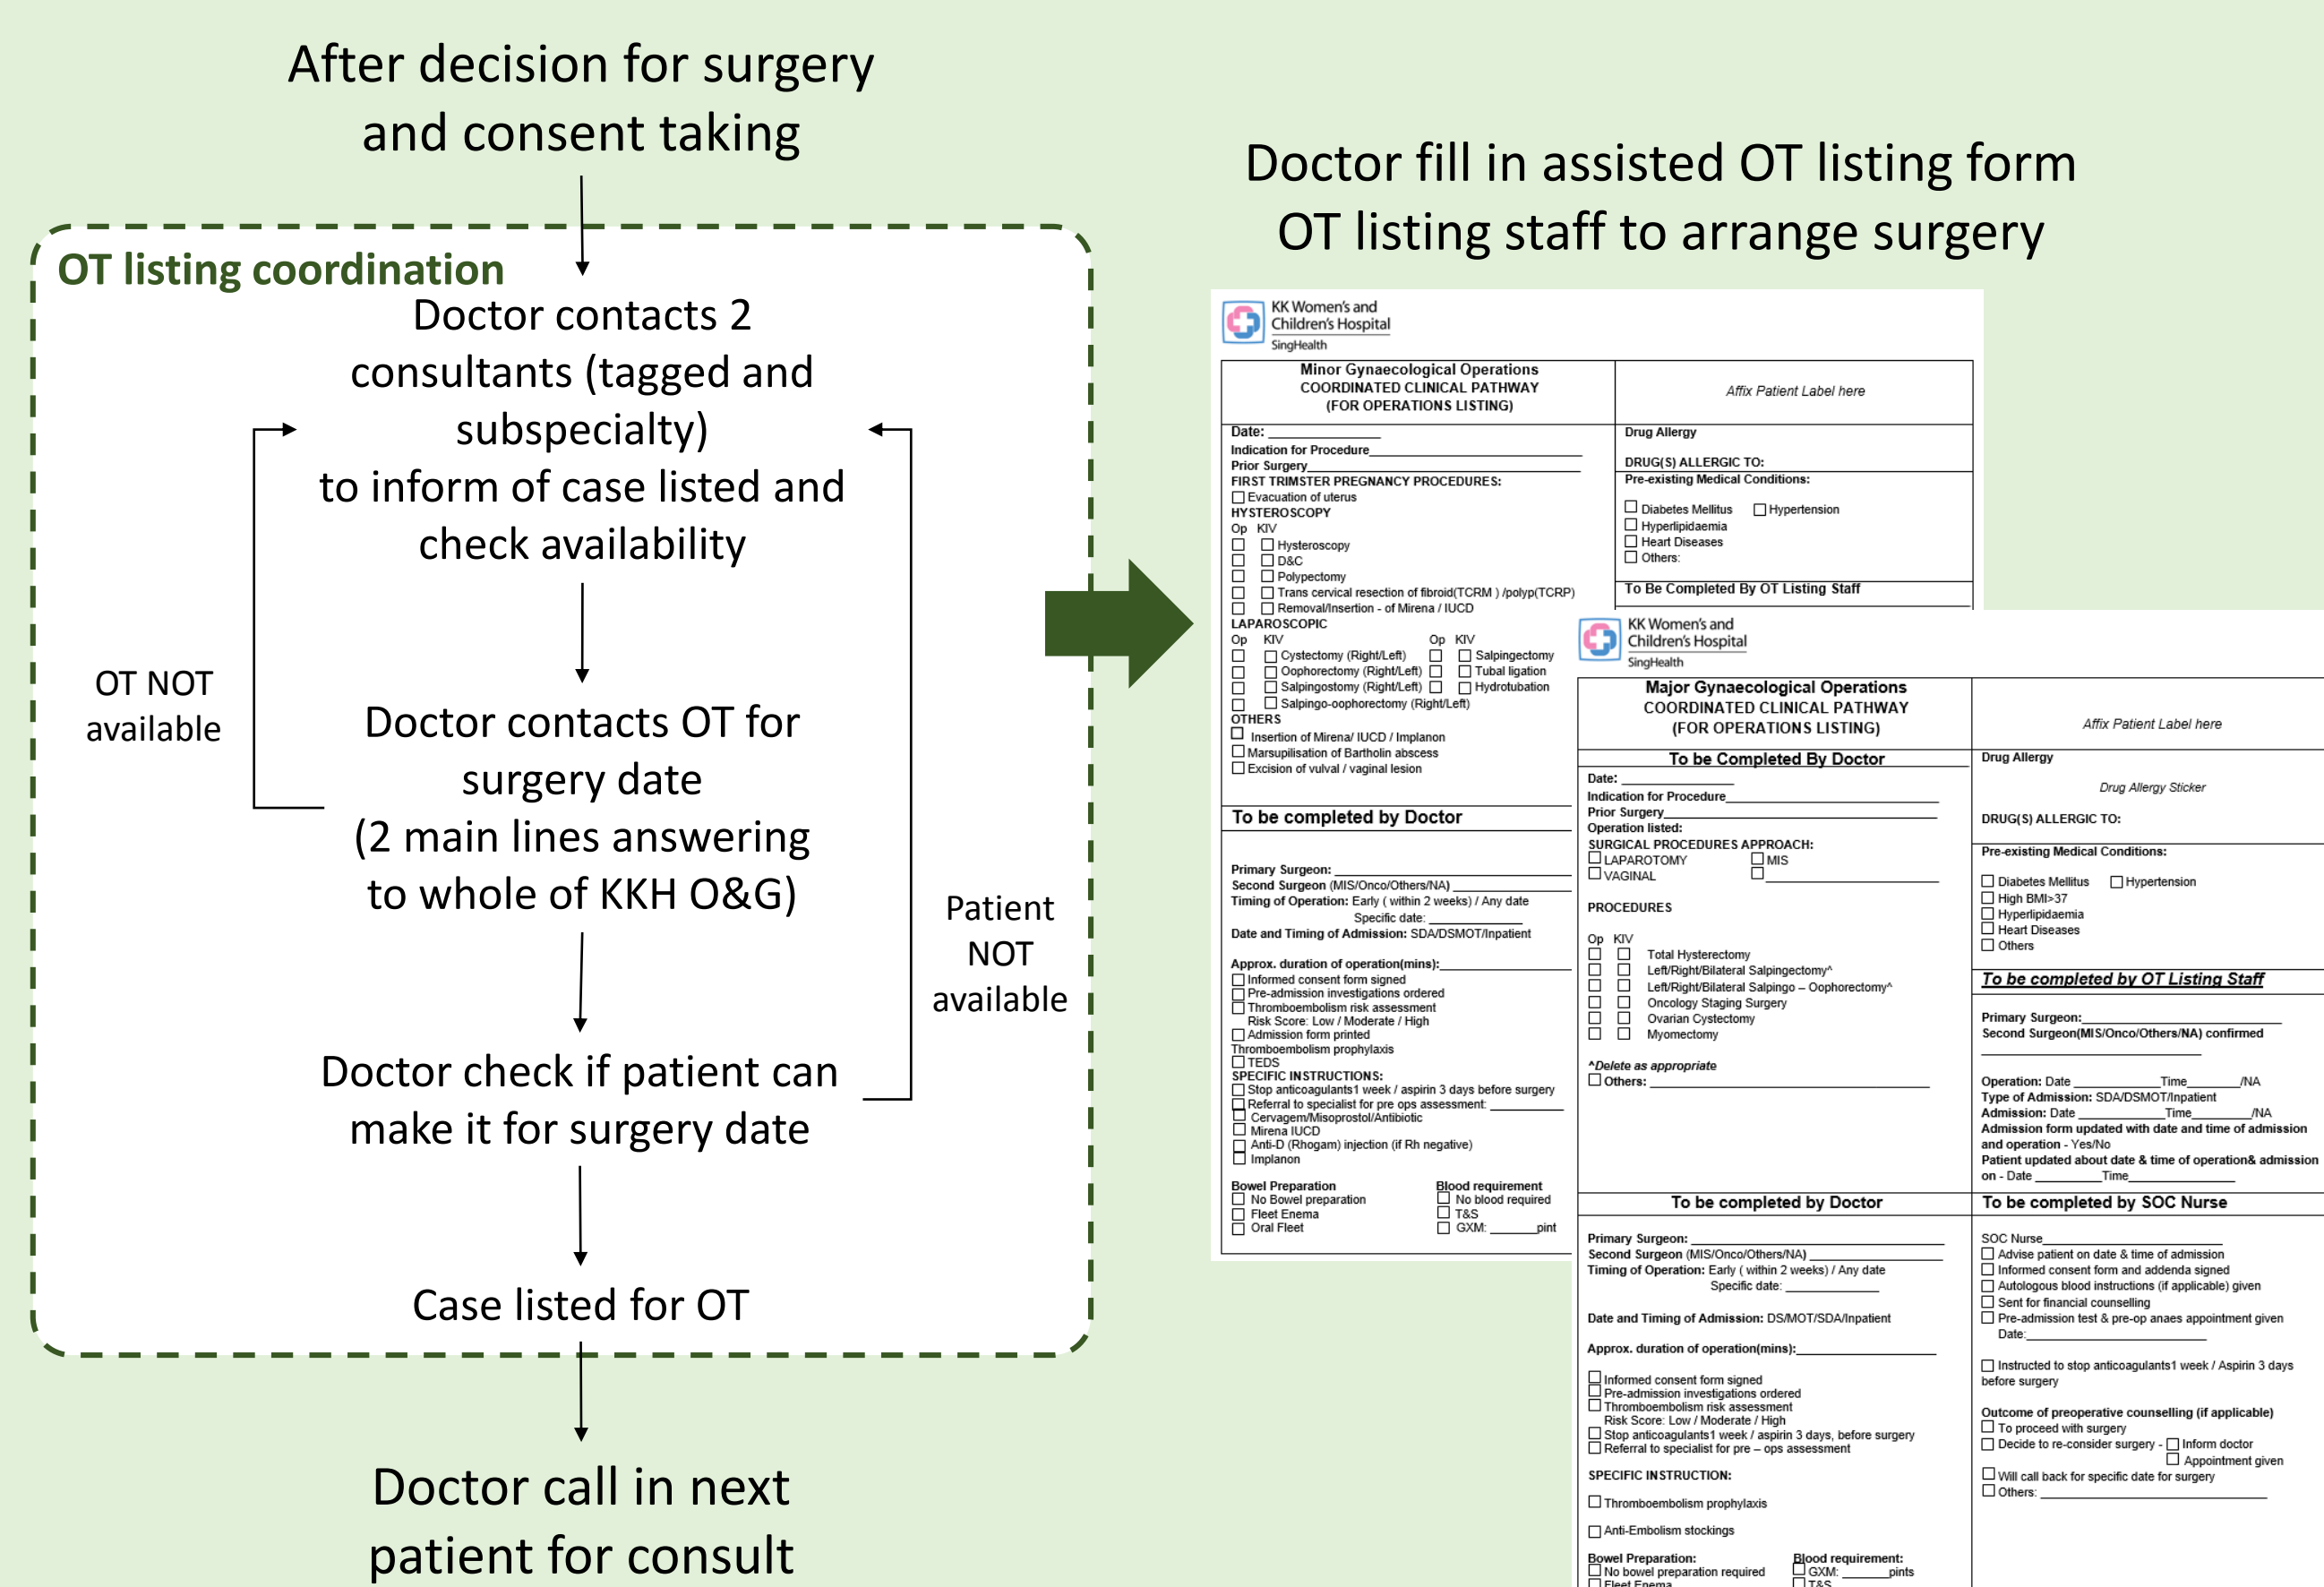 After decision for surgery
and consent taking
OT listing coordination
Doctor contacts 2
consultants (tagged and
subspecialty)
to inform of case listed and
check availability
OT NOT
available
Doctor contacts OT for
surgery date
(2 main lines answering
to whole of KKH O&G)
Patient
NOT
available
Doctor check if patient can
make it for surgery date
Case listed for OT
Doctor call in next
patient for consult
Doctor fill in assisted OT listing form
OT listing staff to arrange surgery
KK Women's and
Children's Hospital
SingHealth
Minor Gynaecological Operations
COORDINATED CLINICAL PATHWAY
(FOR OPERATIONS LISTING)
Affix Patient Label here
Date:
Indication for Procedure
Prior Surgery
FIRST TRIMSTER PREGNANCY PROCEDURES:
Evacuation of uterus
HYSTEROSCOPY
Op KIV
Hysteroscopy
D&C
Polypectomy
Trans cervical resection of fibroid(TCRM ) /polyp(TCRP)
Removal/Insertion - of Mirena / IUCD
LAPAROSCOPIC
Op KIV Op KIV
Cystectomy (Right/Left) Salpingectomy
Oophorectomy (Right/Left) Tubal ligation
Salpingostomy (Right/Left) Hydrotubation
Salpingo-oophorectomy (Right/Left)
OTHERS
Insertion of Mirena/ IUCD / Implanon
Marsupilisation of Bartholin abscess
Excision of vulval / vaginal lesion
Drug Allergy
DRUG(S) ALLERGIC TO:
Pre-existing Medical Conditions:
Diabetes Mellitus Hypertension
Hyperlipidaemia
Heart Diseases
Others:
To Be Completed By OT Listing Staff
To be completed by Doctor
Primary Surgeon:
Second Surgeon (MIS/Onco/Others/NA)
Timing of Operation: Early ( within 2 weeks) / Any date
Specific date:
Date and Timing of Admission: SDA/DSMOT/Inpatient
Approx. duration of operation(mins):
Informed consent form signed
Pre-admission investigations ordered
Thromboembolism risk assessment
Risk Score: Low / Moderate / High
Admission form printed
Thromboembolism prophylaxis
TEDS
SPECIFIC INSTRUCTIONS:
Stop anticoagulants1 week / aspirin 3 days before surgery
Referral to specialist for pre ops assessment:
Cervagem/Misoprostol/Antibiotic
Mirena IUCD
Anti-D (Rhogam) injection (if Rh negative)
Implanon
Bowel Preparation Blood requirement
No Bowel preparation No blood required
Fleet Enema T&S
Oral Fleet GXM: pint
KK Women's and
Children's Hospital
SingHealth
Major Gynaecological Operations
COORDINATED CLINICAL PATHWAY
(FOR OPERATIONS LISTING)
Affix Patient Label here
To be Completed By Doctor
Date:
Indication for Procedure
Prior Surgery
Operation listed:
SURGICAL PROCEDURES APPROACH:
LAPAROTOMY MIS
VAGINAL
PROCEDURES
Op KIV
Total Hysterectomy
Left/Right/Bilateral Salpingectomy^
Left/Right/Bilateral Salpingo – Oophorectomy^
Oncology Staging Surgery
Ovarian Cystectomy
Myomectomy
^Delete as appropriate
Others:
Drug Allergy
Drug Allergy Sticker
DRUG(S) ALLERGIC TO:
Pre-existing Medical Conditions:
Diabetes Mellitus Hypertension
High BMI>37
Hyperlipidaemia
Heart Diseases
Others
To be completed by OT Listing Staff
Primary Surgeon:
Second Surgeon(MIS/Onco/Others/NA) confirmed
Operation: Date Time /NA
Type of Admission: SDA/DSMOT/Inpatient
Admission: Date Time /NA
Admission form updated with date and time of admission
and operation - Yes/No
Patient updated about date & time of operation& admission
on - Date Time
To be completed by Doctor
Primary Surgeon:
Second Surgeon (MIS/Onco/Others/NA)
Timing of Operation: Early ( within 2 weeks) / Any date
Specific date:
Date and Timing of Admission: DS/MOT/SDA/Inpatient
Approx. duration of operation(mins):
Informed consent form signed
Pre-admission investigations ordered
Thromboembolism risk assessment
Risk Score: Low / Moderate / High
Stop anticoagulants1 week / aspirin 3 days, before surgery
Referral to specialist for pre – ops assessment
SPECIFIC INSTRUCTION:
Thromboembolism prophylaxis
Anti-Embolism stockings
Bowel Preparation: Blood requirement:
No bowel preparation required GXM: pints
Fleet Enema T&S
To be completed by SOC Nurse
SOC Nurse
Advise patient on date & time of admission
Informed consent form and addenda signed
Autologous blood instructions (if applicable) given
Sent for financial counselling
Pre-admission test & pre-op anaes appointment given
Date:
Instructed to stop anticoagulants1 week / Aspirin 3 days
before surgery
Outcome of preoperative counselling (if applicable)
To proceed with surgery
Decide to re-consider surgery - Inform doctor
Appointment given
Will call back for specific date for surgery
Others: